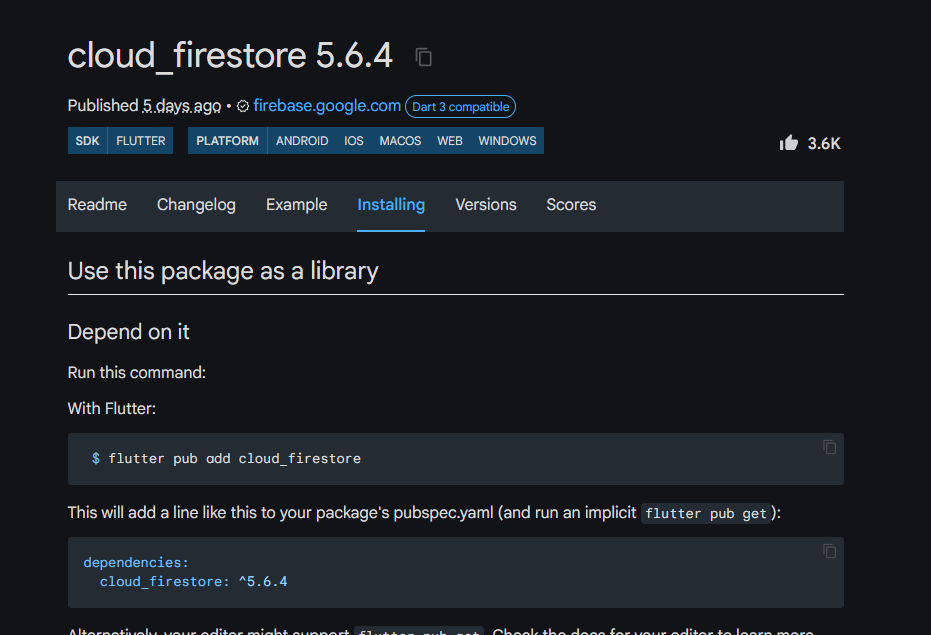 cloud_firestore 5.6.4
Published 5 days ago • firebase.google.com Dart 3 compatible
SDK FLUTTER PLATFORM ANDROID IOS MACOS WEB WINDOWS
3.6K
Readme Changelog Example Installing Versions Scores
Use this package as a library
Depend on it
Run this command:
With Flutter:
$ flutter pub add cloud_firestore
This will add a line like this to your package's pubspec.yaml (and run an implicit flutter pub get):
dependencies:
cloud_firestore: ^5.6.4
Alternatively, your editor might support flutter pub get. Check the docs for your editor to learn more.